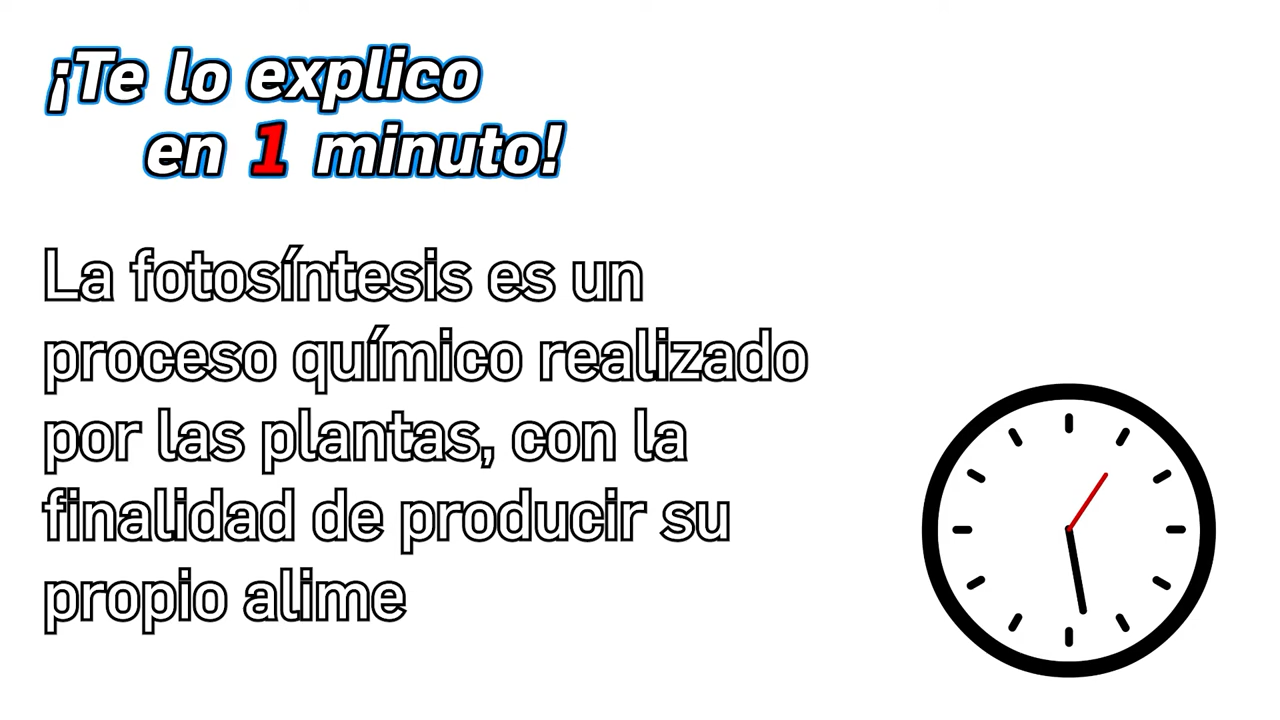 ¡Te lo explico
en 1 minuto!
La fotosíntesis es un
proceso químico realizado
por las plantas, con la
finalidad de producir su
propio alime